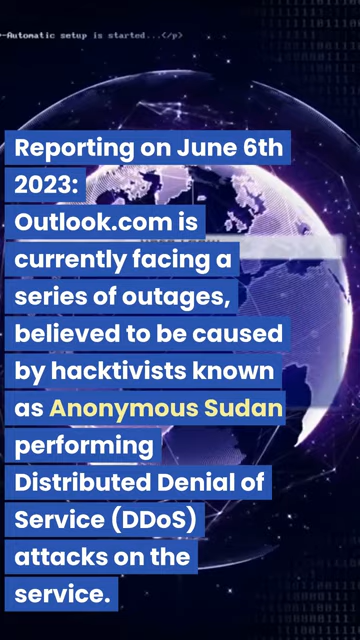 -Automatic setup is started...</p>
Reporting on June 6th
2023:
Outlook.com is
currently facing a
series of outages,
believed to be caused
by hacktivists known
as Anonymous Sudan
performing
Distributed Denial of
Service (DDoS)
attacks on the
service.